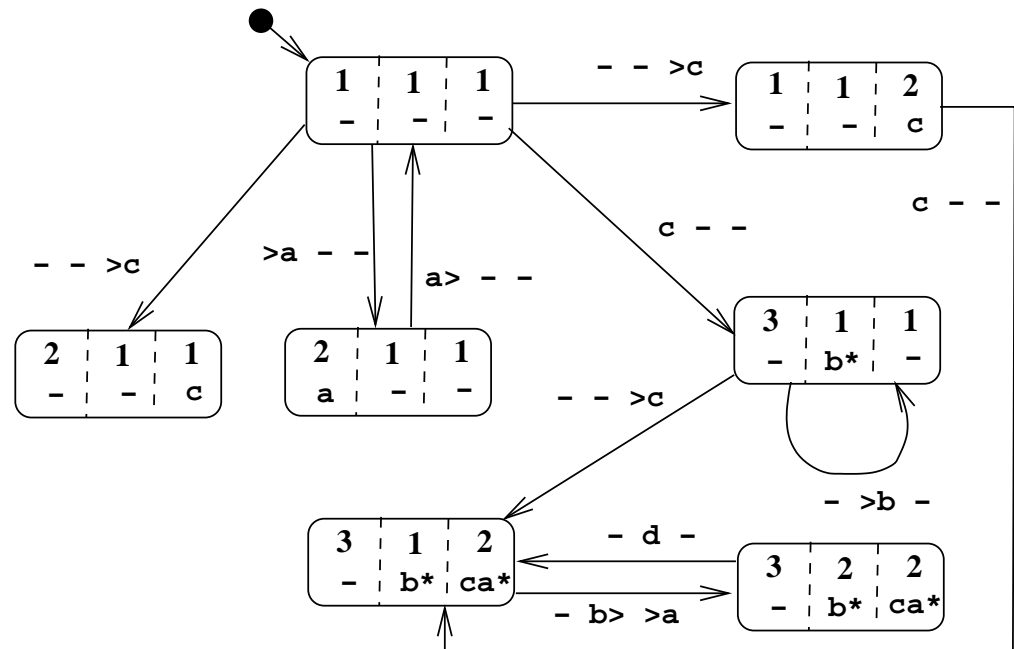 1 1 1
- - -
- - >c
1 1 2
- - c
c - -
c - -
- - >c
>a - -
a> - -
2 1 1
- - c
2 1 1
a - -
3 1 1
- b* -
- - >c
- >b -
3 1 2
- b* ca*
- d -
- b> >a
3 2 2
- b* ca*